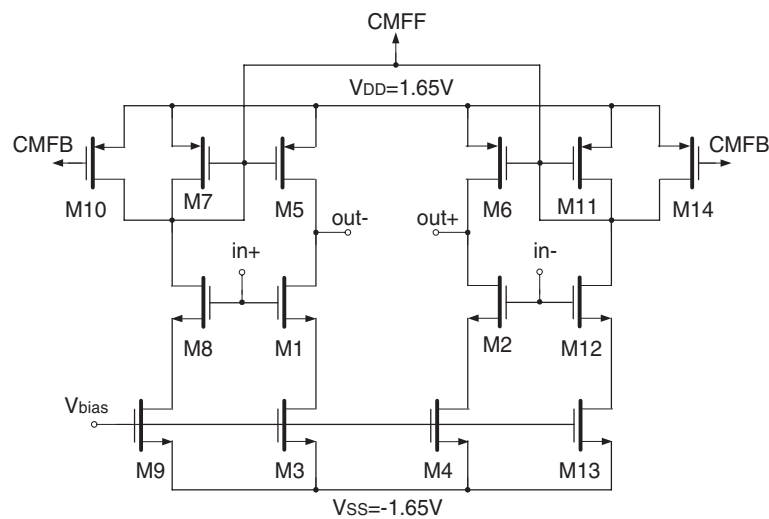 CMFF
VDD=1.65V
CMFB
CMFB
M10
M7
M5
M6
M11
M14
out-
out+
in+
in-
M8
M1
M2
M12
Vbias
M9
M3
M4
M13
VSS=-1.65V